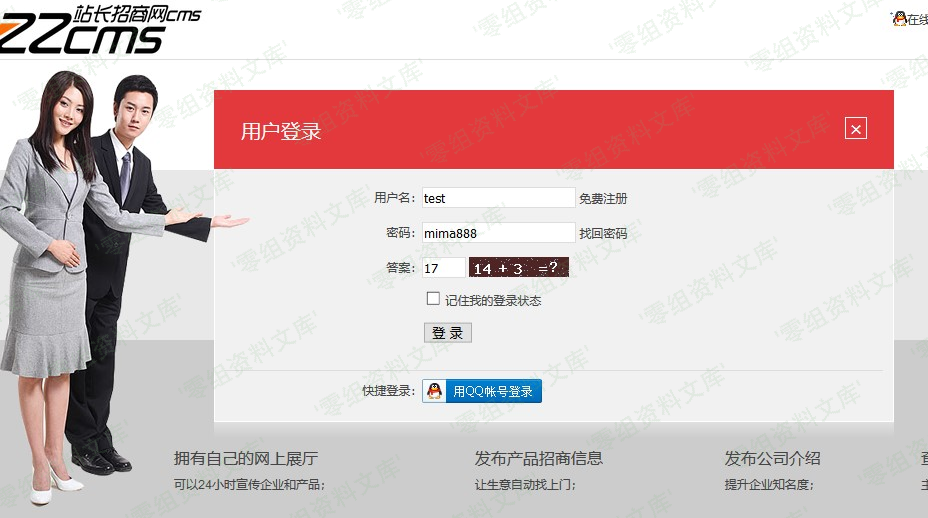 站长招商网cms
ZZcms
在线
用户登录
用户名: test 免费注册
密码: mima888 找回密码
答案: 17 14 + 3 =?
记住我的登录状态
登 录
快捷登录: 用QQ帐号登录
拥有自己的网上展厅 发布产品招商信息 发布公司介绍
可以24小时宣传企业和产品; 让生意自动找上门; 提升企业知名度;
'零组资料文库'